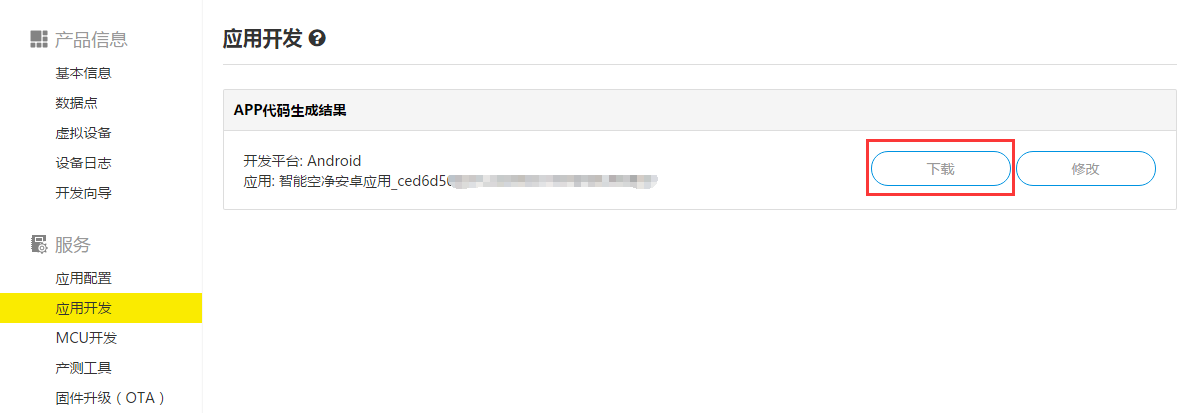 产品信息
基本信息
数据点
虚拟设备
设备日志
开发向导
服务
应用配置
应用开发
MCU开发
产测工具
固件升级（OTA）
应用开发
APP代码生成结果
开发平台: Android
应用: 智能空净安卓应用_ced6d5
下载
修改